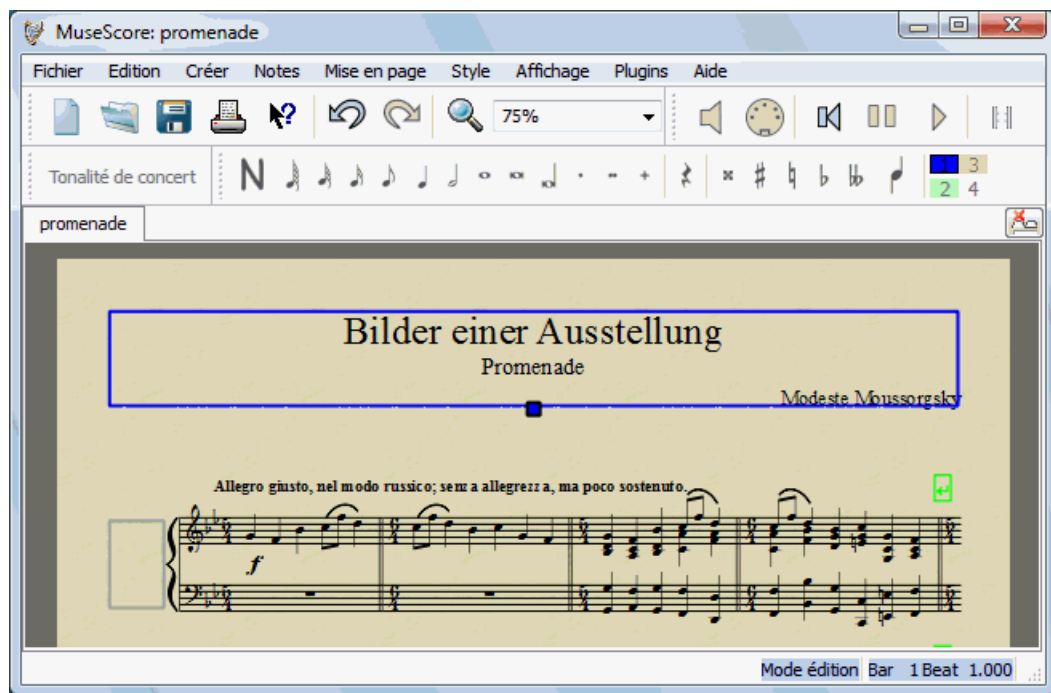 MuseScore: promenade
Fichier Edition Créer Notes Mise en page Style Affichage Plugins Aide
75%
Tonalité de concert N 1 3
2 4
promenade
Bilder einer Ausstellung
Promenade
Modeste Moussorgsky
Allegro giusto, nel modo russico; senza allegrezza, ma poco sostenuto.
f
Mode édition Bar 1 Beat 1.000